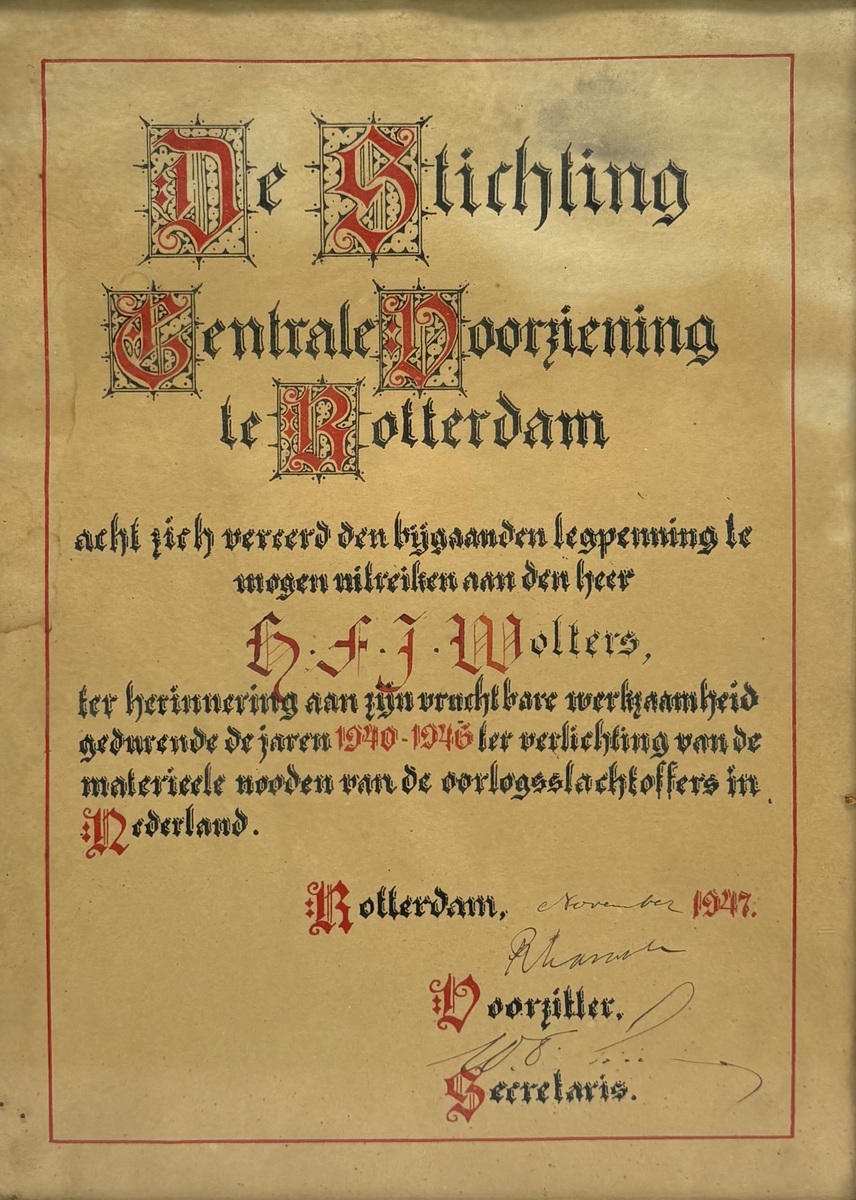 De Stichting
Centrale Voorziening
te Rotterdam
acht zich vereerd den bijgaanden legpenning te
mogen uitreiken aan den heer
H. F. J. Wolters,
ter herinnering aan zijn vruchtbare werkzaamheid
gedurende de jaren 1940-1946 ter verlichting van de
materieele nooden van de oorlogsslachtoffers in
Nederland.
Rotterdam, November 1947.
Voorzitter.
Secretaris.